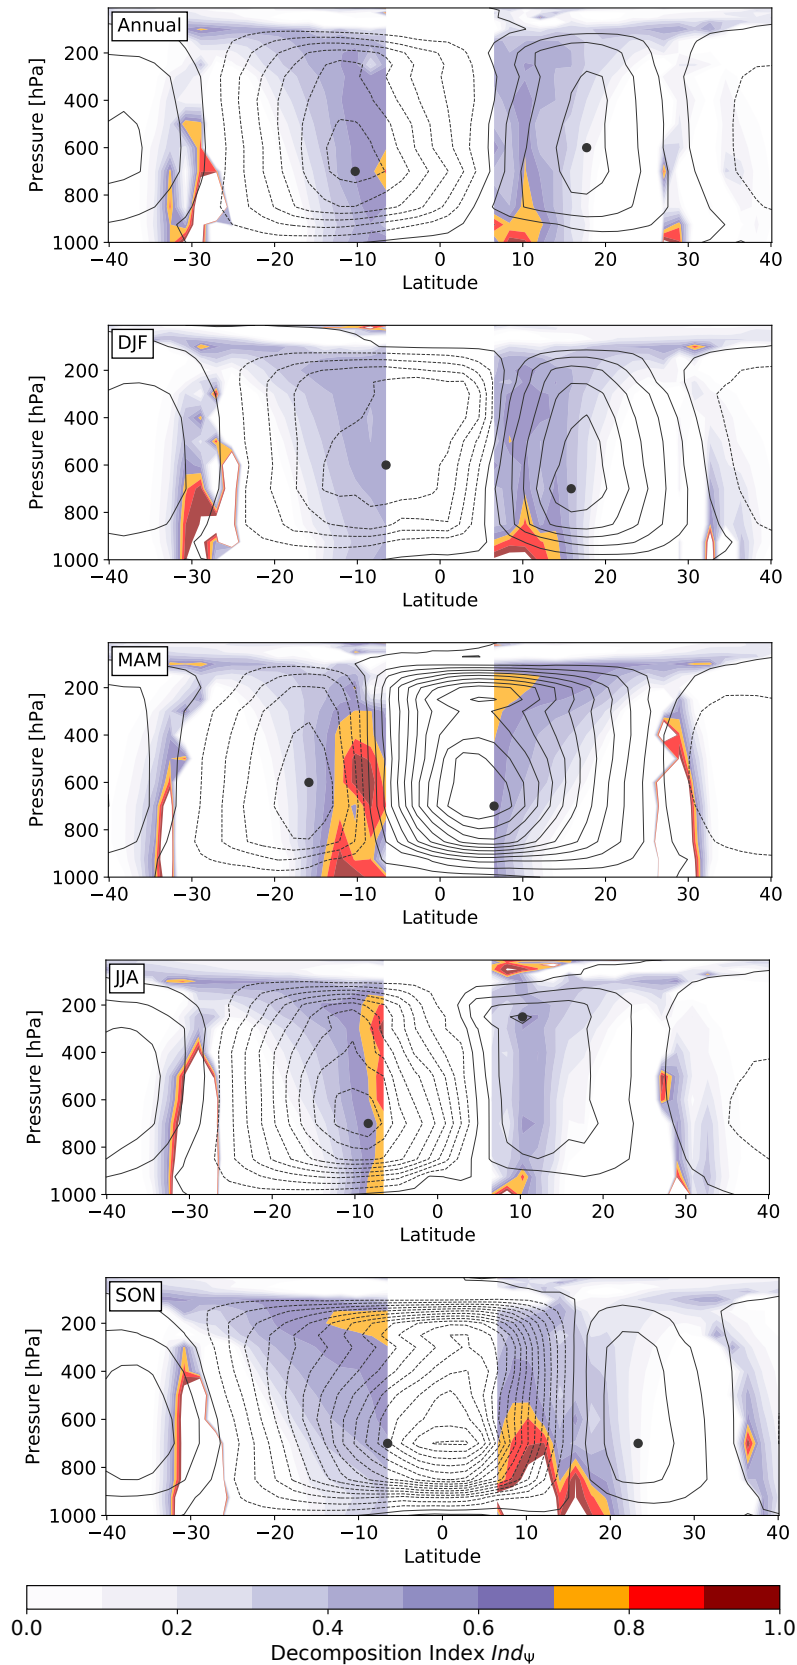 Annual
Pressure [hPa]
200
400
600
800
1000
−40 −30 −20 −10 0 10 20 30 40
Latitude
DJF
Pressure [hPa]
200
400
600
800
1000
−40 −30 −20 −10 0 10 20 30 40
Latitude
MAM
Pressure [hPa]
200
400
600
800
1000
−40 −30 −20 −10 0 10 20 30 40
Latitude
JJA
Pressure [hPa]
200
400
600
800
1000
−40 −30 −20 −10 0 10 20 30 40
Latitude
SON
Pressure [hPa]
200
400
600
800
1000
−40 −30 −20 −10 0 10 20 30 40
Latitude
0.0 0.2 0.4 0.6 0.8 1.0
Decomposition Index Ind_Ψ